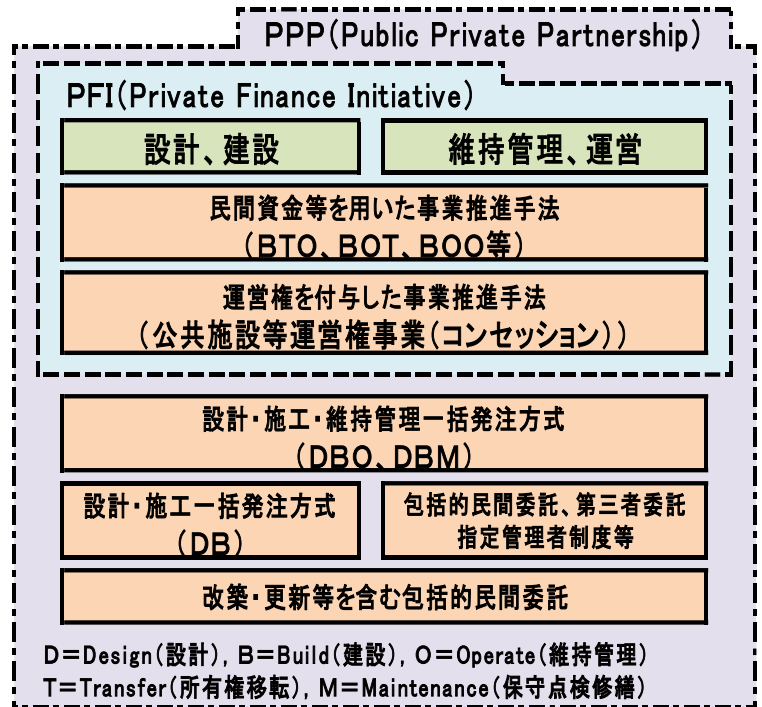 PPP(Public Private Partnership)
PFI(Private Finance Initiative)
設計、建設
維持管理、運営
民間資金等を用いた事業推進手法
(BTO、BOT、BOO等)
運営権を付与した事業推進手法
(公共施設等運営権事業(コンセッション))
設計・施工・維持管理一括発注方式
(DBO、DBM)
設計・施工一括発注方式
(DB)
包括的民間委託、第三者委託
指定管理者制度等
改築・更新等を含む包括的民間委託
D=Design(設計), B=Build(建設), O=Operate(維持管理)
T=Transfer(所有権移転), M=Maintenance(保守点検修繕)